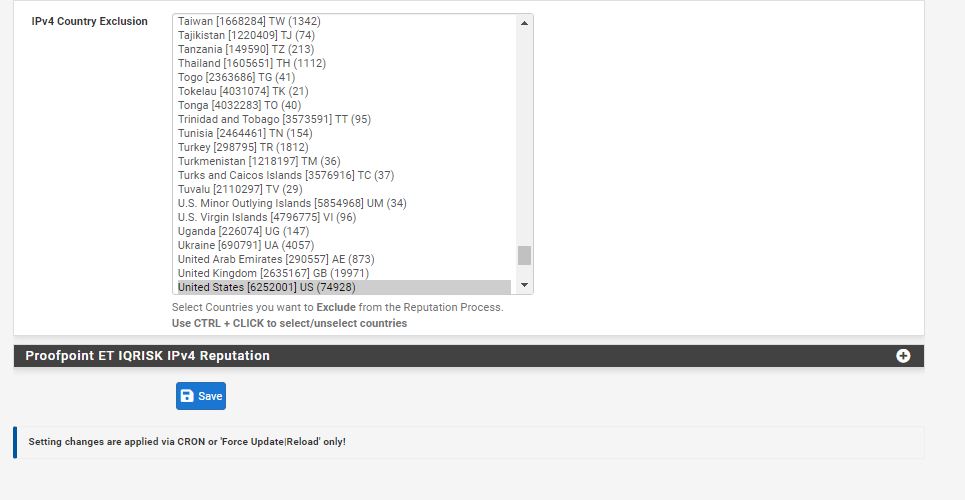 IPv4 Country Exclusion
Taiwan [1668284] TW (1342)
Tajikistan [1220409] TJ (74)
Tanzania [149590] TZ (213)
Thailand [1605651] TH (1112)
Togo [2363686] TG (41)
Tokelau [4031074] TK (21)
Tonga [4032283] TO (40)
Trinidad and Tobago [3573591] TT (95)
Tunisia [2464461] TN (154)
Turkey [298795] TR (1812)
Turkmenistan [1218197] TM (36)
Turks and Caicos Islands [3576916] TC (37)
Tuvalu [2110297] TV (29)
U.S. Minor Outlying Islands [5854968] UM (34)
U.S. Virgin Islands [4796775] VI (96)
Uganda [226074] UG (147)
Ukraine [690791] UA (4057)
United Arab Emirates [290557] AE (873)
United Kingdom [2635167] GB (19971)
United States [6252001] US (74928)
Select Countries you want to Exclude from the Reputation Process.
Use CTRL + CLICK to select/unselect countries
Proofpoint ET IQRISK IPv4 Reputation
Save
Setting changes are applied via CRON or 'Force Update|Reload' only!